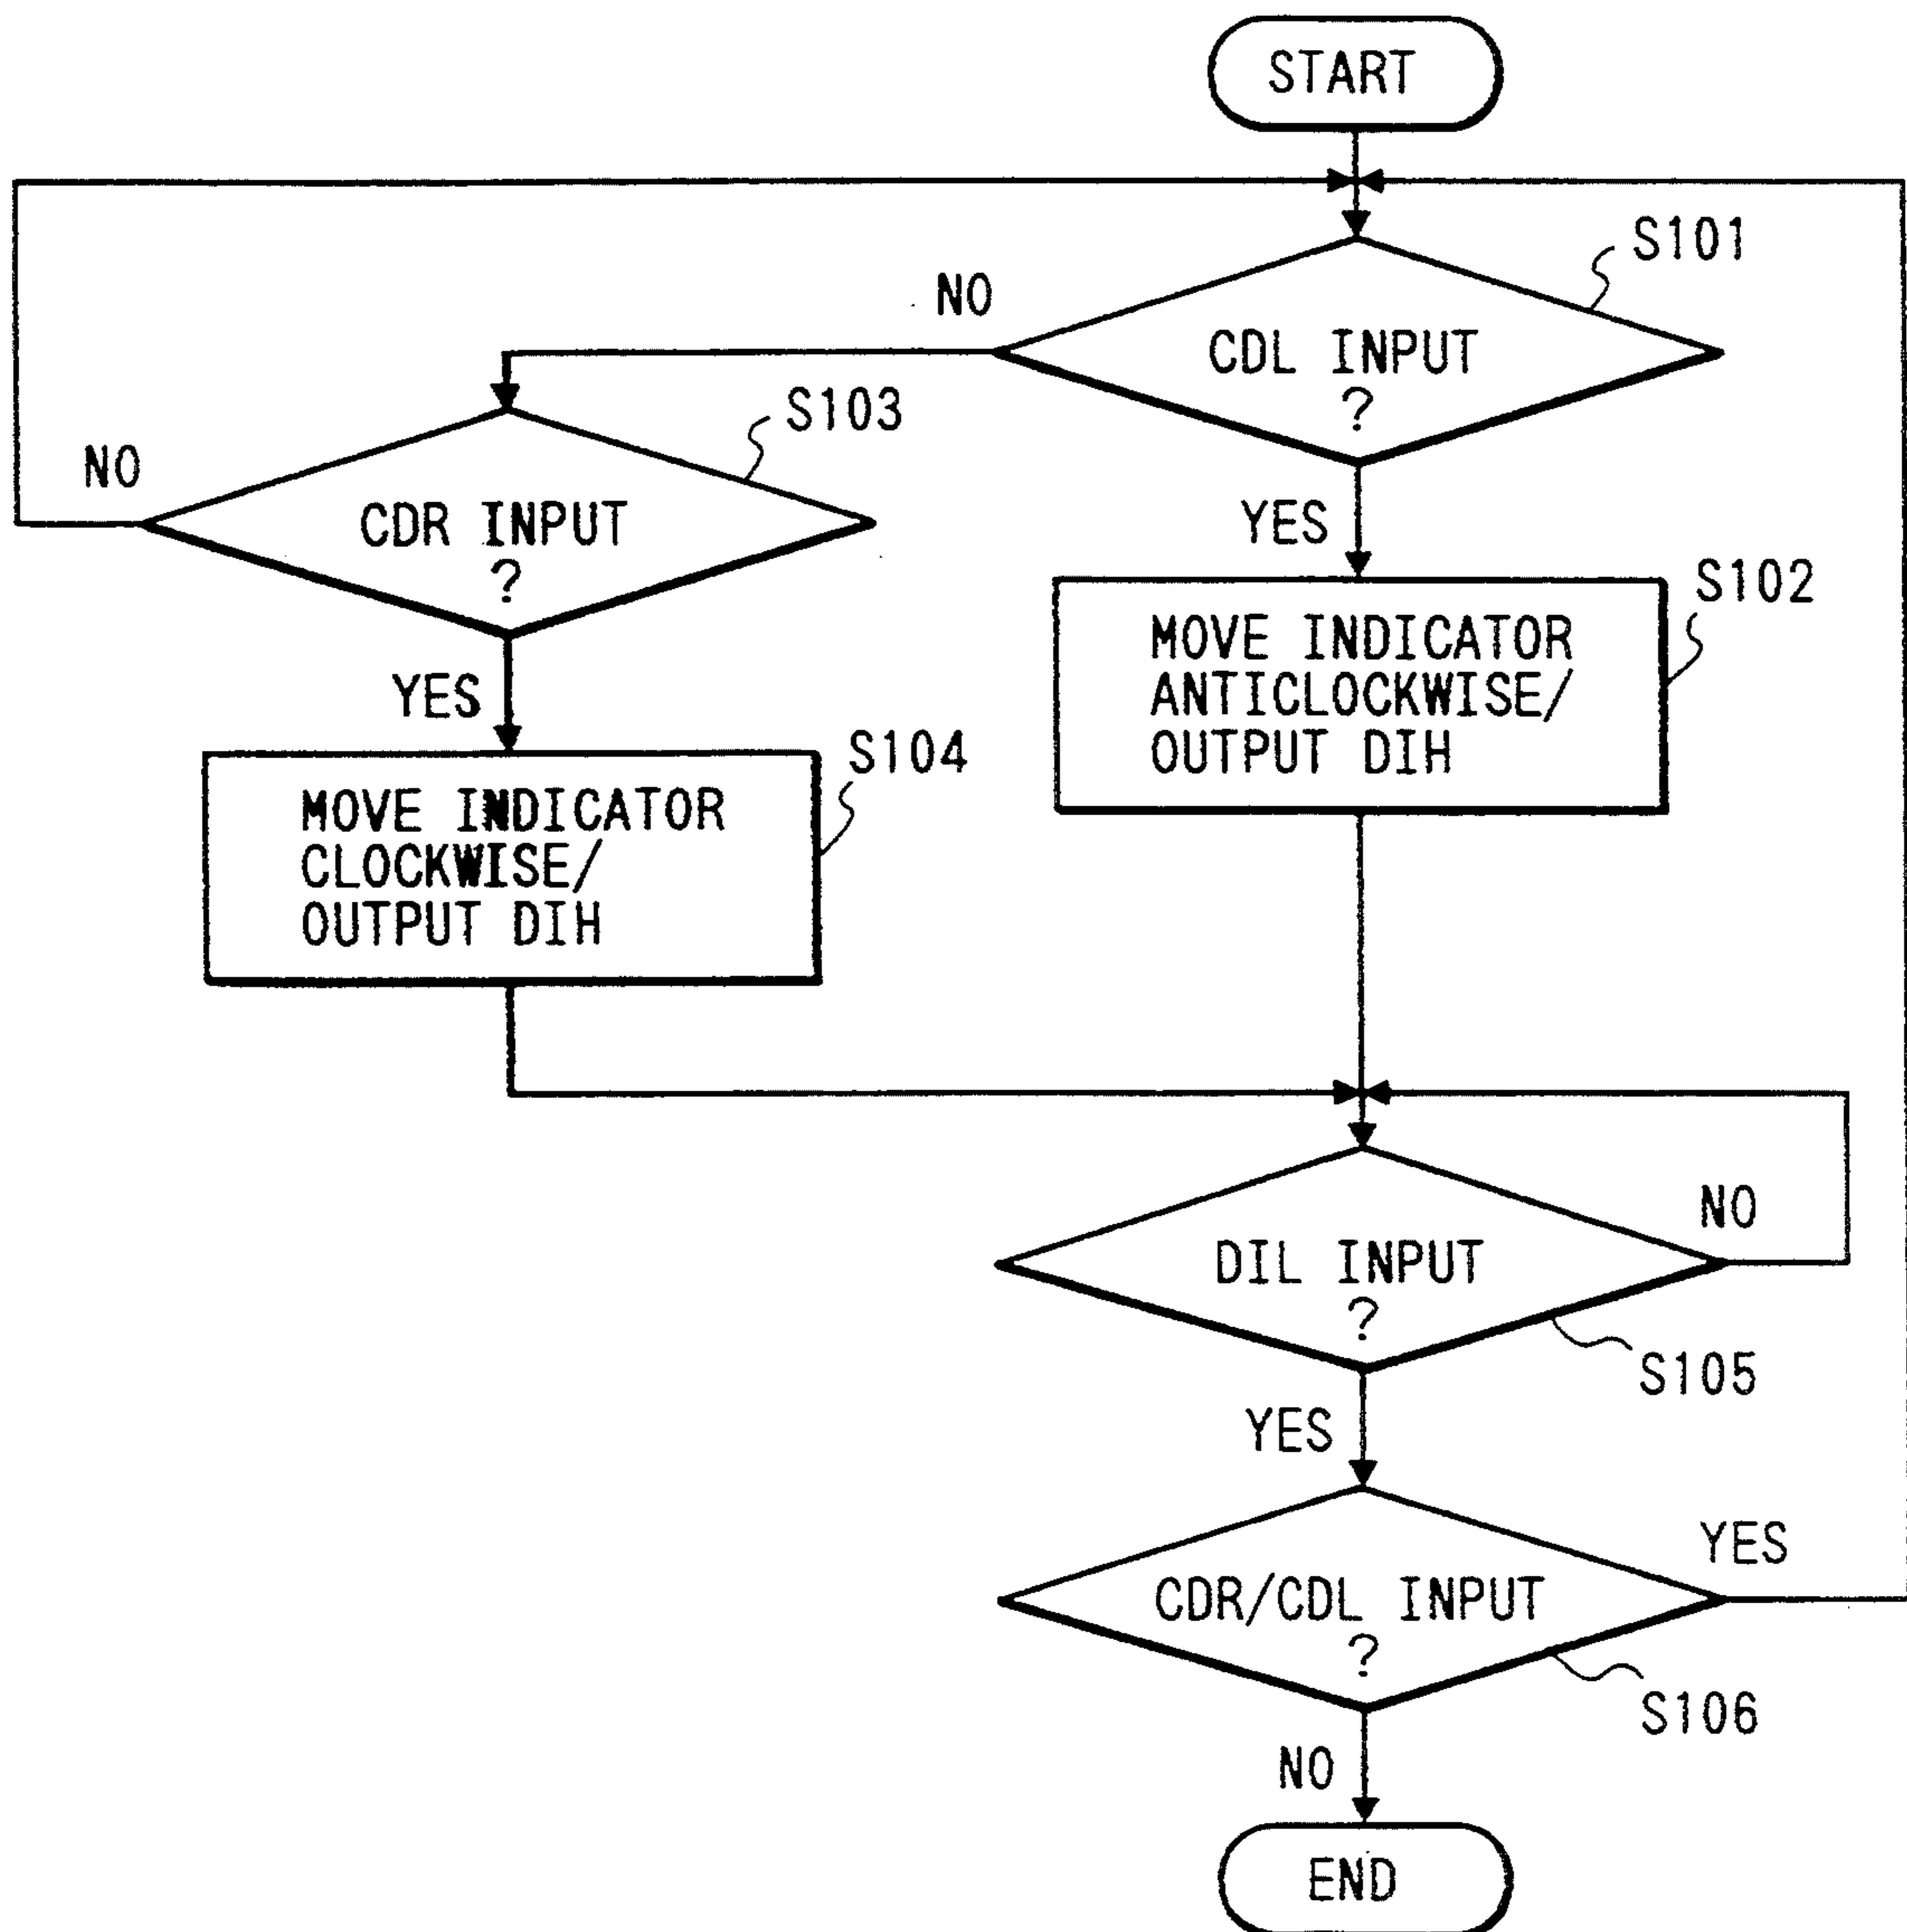 START
S101
NO
CDL INPUT
?
S103
NO
CDR INPUT
?
YES
S102
MOVE INDICATOR
ANTICLOCKWISE/
OUTPUT DIH
YES
S104
MOVE INDICATOR
CLOCKWISE/
OUTPUT DIH
NO
DIL INPUT
?
S105
YES
YES
CDR/CDL INPUT
?
S106
NO
END